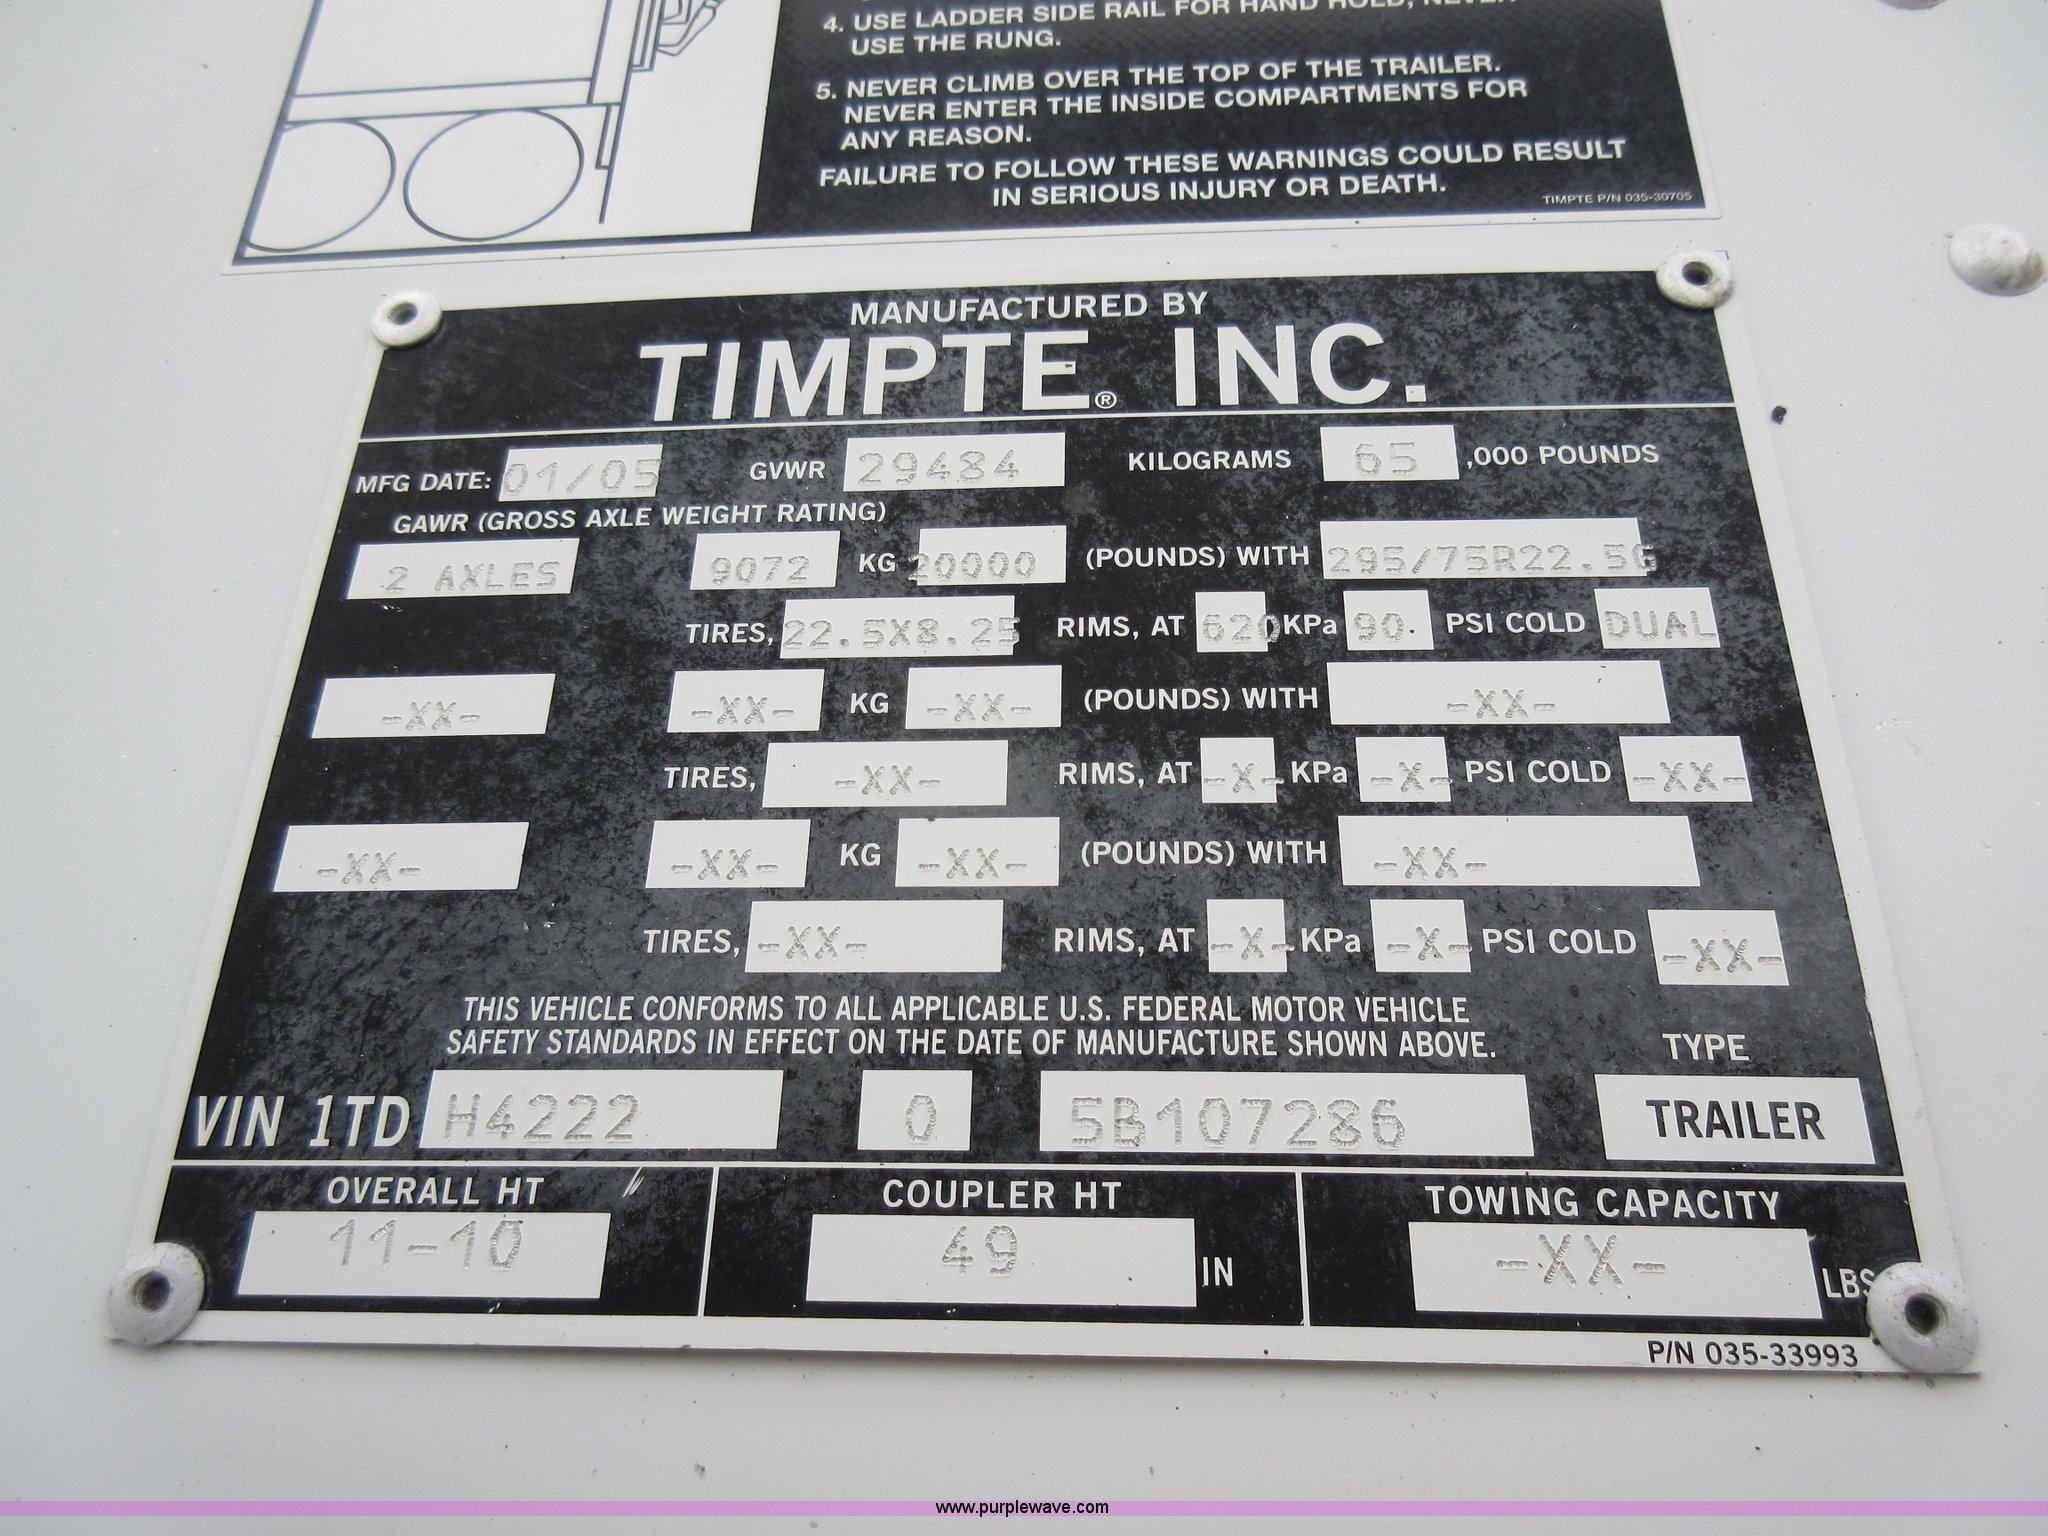 4. USE LADDER SIDE RAIL FOR HAND HOLD, NEVER
USE THE RUNG.
5. NEVER CLIMB OVER THE TOP OF THE TRAILER.
NEVER ENTER THE INSIDE COMPARTMENTS FOR
ANY REASON.
FAILURE TO FOLLOW THESE WARNINGS COULD RESULT
IN SERIOUS INJURY OR DEATH.
TIMPTE P/N 035-30705
MANUFACTURED BY
TIMPTE® INC.
MFG DATE: 01/05 GVWR 29484 KILOGRAMS 65 ,000 POUNDS
GAWR (GROSS AXLE WEIGHT RATING)
2 AXLES 9072 KG 20000 (POUNDS) WITH 295/75R22.5G
TIRES, 22.5X8.25 RIMS, AT 620 KPa 90. PSI COLD DUAL
-XX- -XX- KG -XX- (POUNDS) WITH -XX-
TIRES, -XX- RIMS, AT -X- KPa -X- PSI COLD -XX-
-XX- -XX- KG -XX- (POUNDS) WITH -XX-
TIRES, -XX- RIMS, AT -X- KPa -X- PSI COLD -XX-
THIS VEHICLE CONFORMS TO ALL APPLICABLE U.S. FEDERAL MOTOR VEHICLE
SAFETY STANDARDS IN EFFECT ON THE DATE OF MANUFACTURE SHOWN ABOVE.
TYPE
VIN 1TD H4222 0 5B107286 TRAILER
OVERALL HT COUPLER HT TOWING CAPACITY
11-10 49 IN -XX- LBS
P/N 035-33993
www.purplewave.com